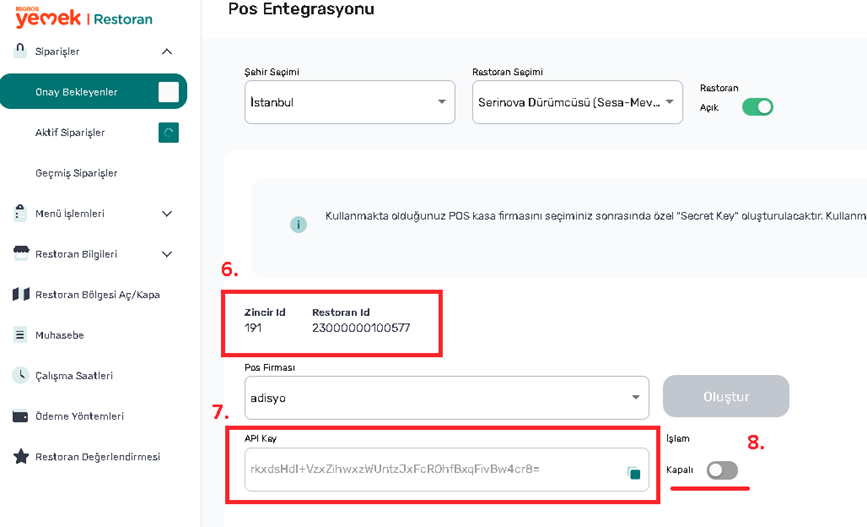 Pos Entegrasyonu
MIGROS
yemek | Restoran
Siparişler
Onay Bekleyenler
Aktif Siparişler
Geçmiş Siparişler
Menü İşlemleri
Restoran Bilgileri
Restoran Bölgesi Aç/Kapa
Muhasebe
Çalışma Saatleri
Ödeme Yöntemleri
Restoran Değerlendirmesi
Şehir Seçimi
İstanbul
Restoran Seçimi
Serinova Dürümcüsü (Sesa-Mev...
Restoran
Açık
Kullanmakta olduğunuz POS kasa firmasını seçiminiz sonrasında özel "Secret Key" oluşturulacaktır.
6.
Zincir Id Restoran Id
191 23000000100577
Pos Firması
adisyo
Oluştur
7.
API Key
İşlem
8.
Kapalı